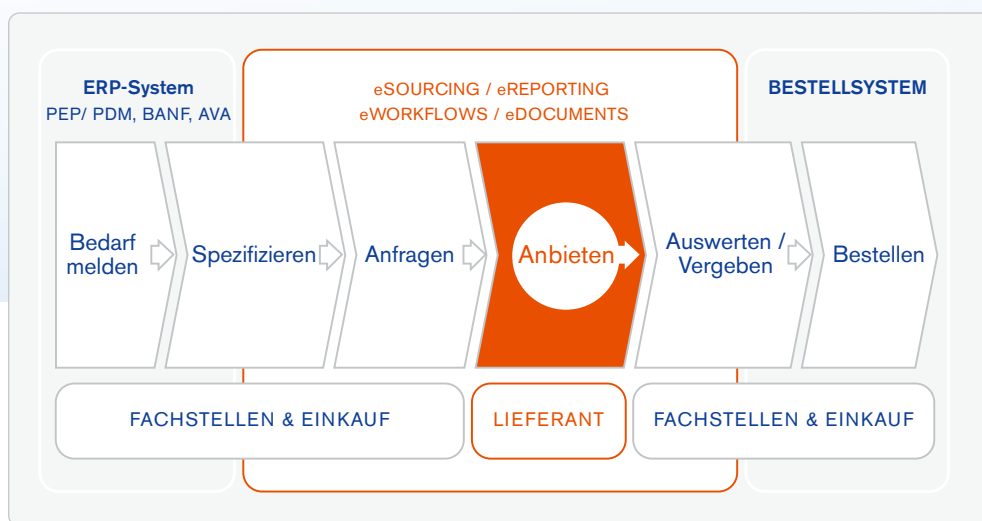 ERP-System
PEP/ PDM, BANF, AVA
eSOURCING / eREPORTING
eWORKFLOWS / eDOCUMENTS
BESTELLSYSTEM
Bedarf
melden
Spezifizieren
Anfragen
Anbieten
Auswerten /
Vergeben
Bestellen
FACHSTELLEN & EINKAUF
LIEFERANT
FACHSTELLEN & EINKAUF